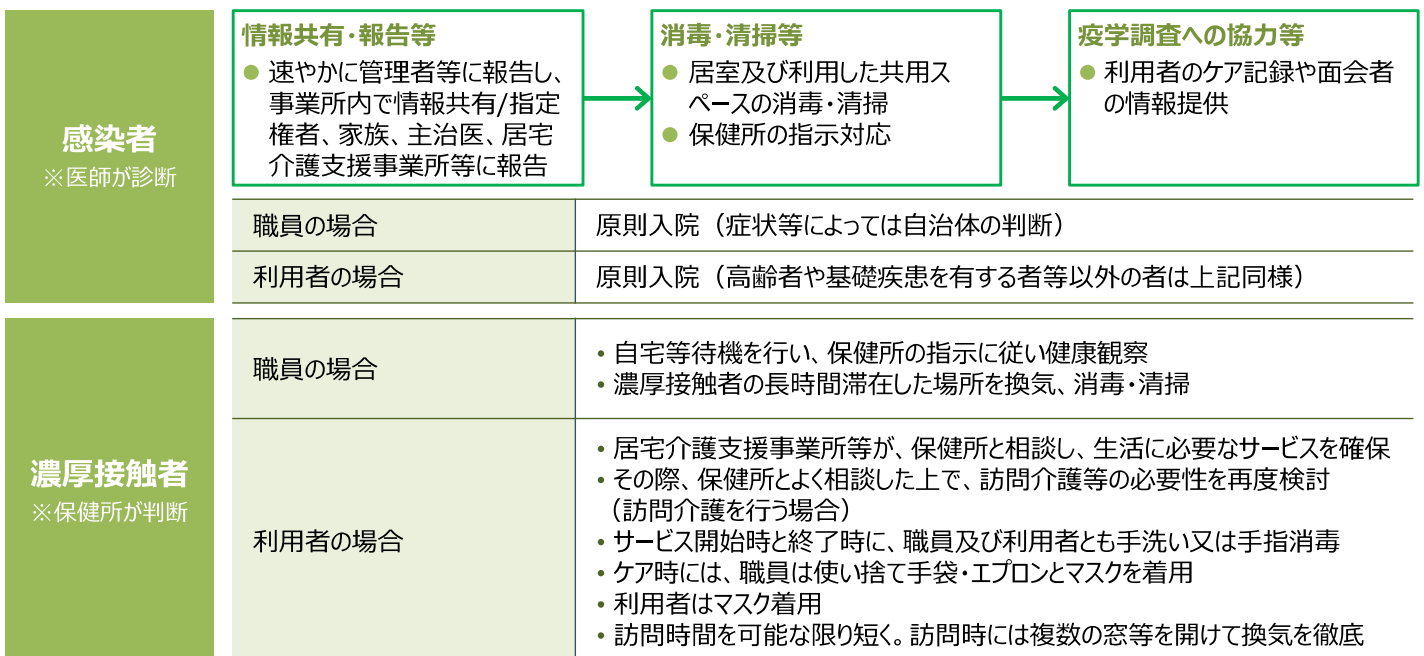 感染者
※医師が診断
情報共有・報告等
● 速やかに管理者等に報告し、
事業所内で情報共有/指定
権者、家族、主治医、居宅
介護支援事業所等に報告
消毒・清掃等
● 居室及び利用した共用ス
ペースの消毒・清掃
● 保健所の指示対応
疫学調査への協力等
● 利用者のケア記録や面会者
の情報提供
職員の場合
原則入院（症状等によっては自治体の判断）
利用者の場合
原則入院（高齢者や基礎疾患を有する者等以外の者は上記同様）
濃厚接触者
※保健所が判断
職員の場合
• 自宅等待機を行い、保健所の指示に従い健康観察
• 濃厚接触者の長時間滞在した場所を換気、消毒・清掃
利用者の場合
• 居宅介護支援事業所等が、保健所と相談し、生活に必要なサービスを確保
• その際、保健所とよく相談した上で、訪問介護等の必要性を再度検討
（訪問介護を行う場合）
• サービス開始時と終了時に、職員及び利用者とも手洗い又は手指消毒
• ケア時には、職員は使い捨て手袋・エプロンとマスクを着用
• 利用者はマスク着用
• 訪問時間を可能な限り短く。訪問時には複数の窓等を開けて換気を徹底